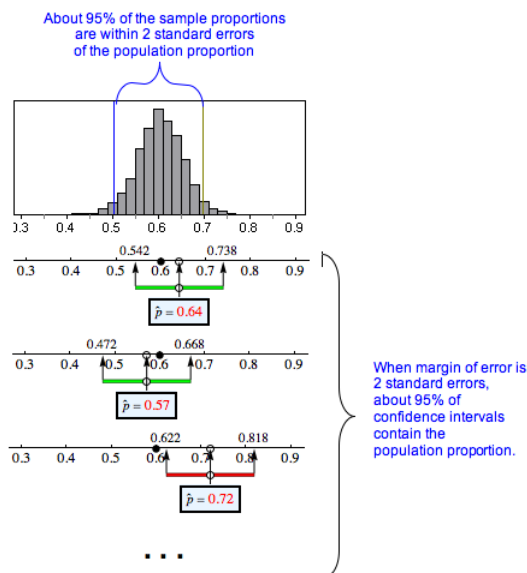 About 95% of the sample proportions
are within 2 standard errors
of the population proportion
0.3 0.4 0.5 0.6 0.7 0.8 0.9
0.542 0.738
0.3 0.4 0.5 0.6 0.7 0.8 0.9
p̂ = 0.64
0.472 0.668
0.3 0.4 0.5 0.6 0.7 0.8 0.9
p̂ = 0.57
0.622 0.818
0.3 0.4 0.5 0.6 0.7 0.8 0.9
p̂ = 0.72
...
When margin of error is
2 standard errors,
about 95% of
confidence intervals
contain the
population proportion.